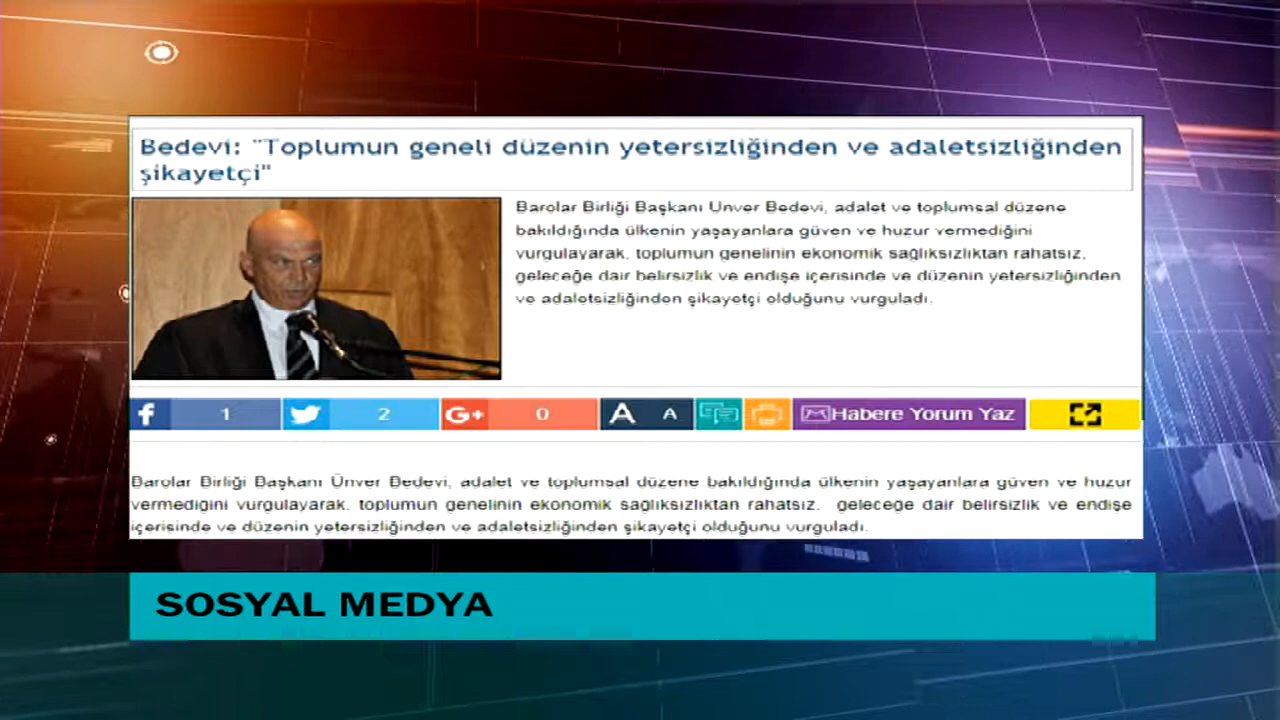 Bedevi: "Toplumun geneli düzenin yetersizliğinden ve adaletsizliğinden
şikayetçi"
Barolar Birliği Başkanı Ünver Bedevi, adalet ve toplumsal düzene
bakıldığında ülkenin yaşayanlara güven ve huzur vermediğini
vurgulayarak, toplumun genelinin ekonomik sağlıksızlıktan rahatsız,
geleceğe dair belirsizlik ve endişe içerisinde ve düzenin yetersizliğinden
ve adaletsizliğinden şikayetçi olduğunu vurguladı.
f 1 2 G+ 0 A A Habere Yorum Yaz
Barolar Birliği Başkanı Ünver Bedevi, adalet ve toplumsal düzene bakıldığında ülkenin yaşayanlara güven ve huzur
vermediğini vurgulayarak, toplumun genelinin ekonomik sağlıksızlıktan rahatsız, geleceğe dair belirsizlik ve endişe
içerisinde ve düzenin yetersizliğinden ve adaletsizliğinden şikayetçi olduğunu vurguladı.
SOSYAL MEDYA